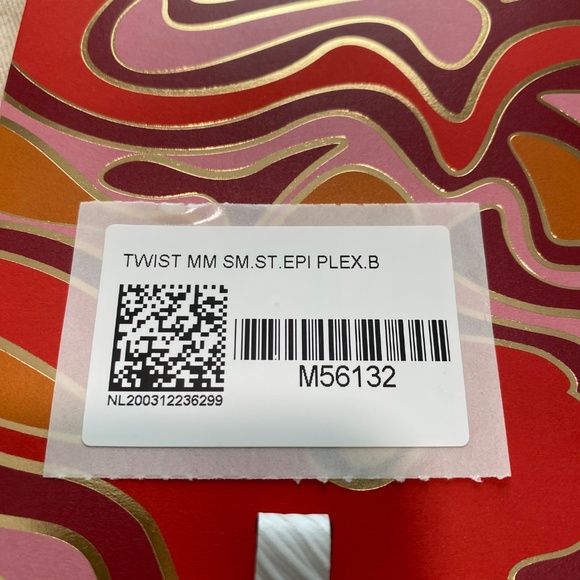 TWIST MM SM.ST.EPI PLEX.B
M56132
NL200312236299